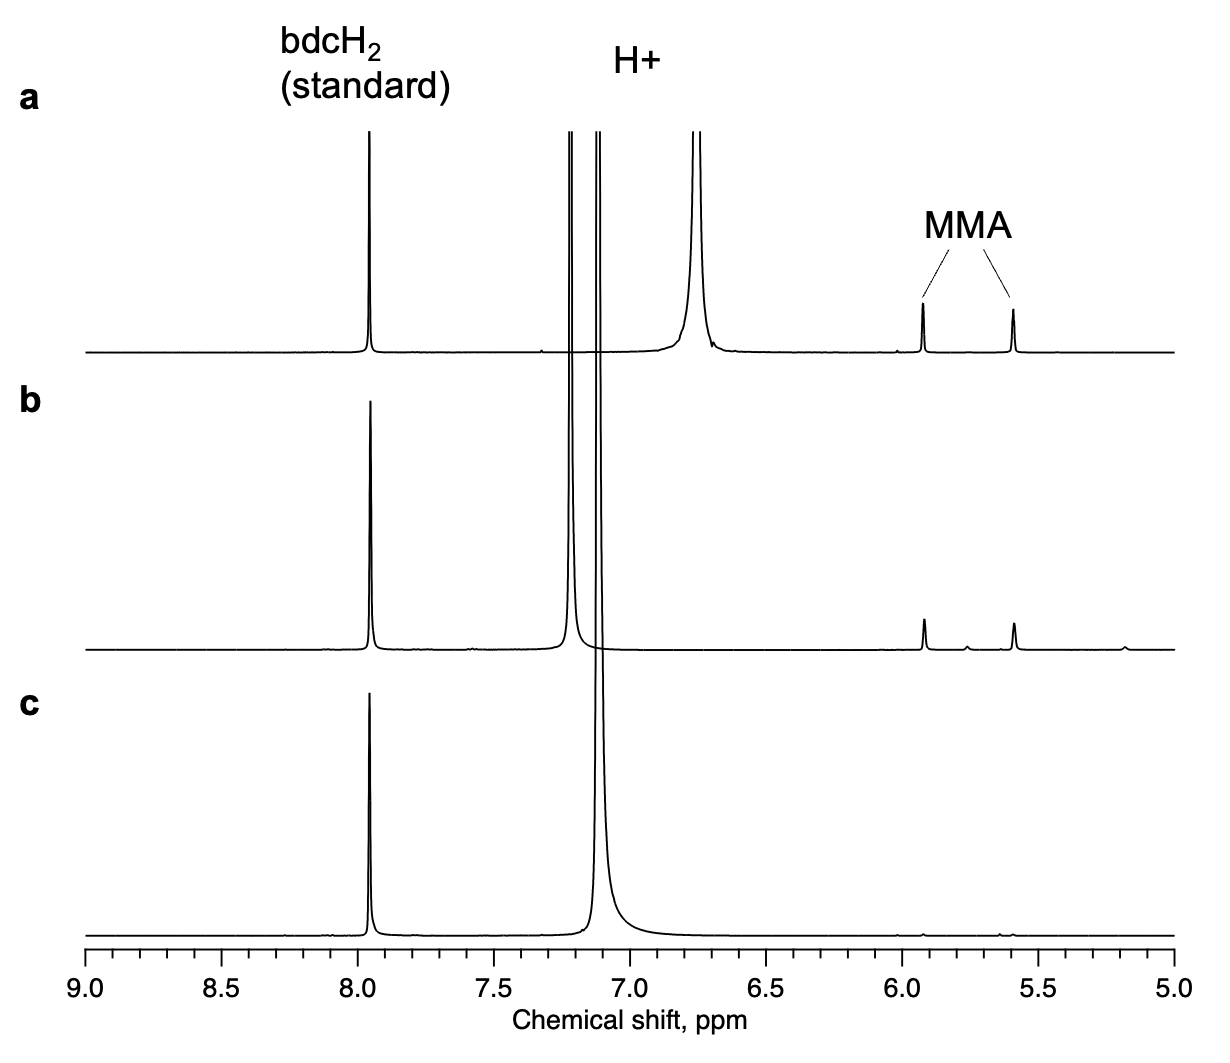 bdcH₂
(standard)
H+
a
MMA
b
c
9.0 8.5 8.0 7.5 7.0 6.5 6.0 5.5 5.0
Chemical shift, ppm